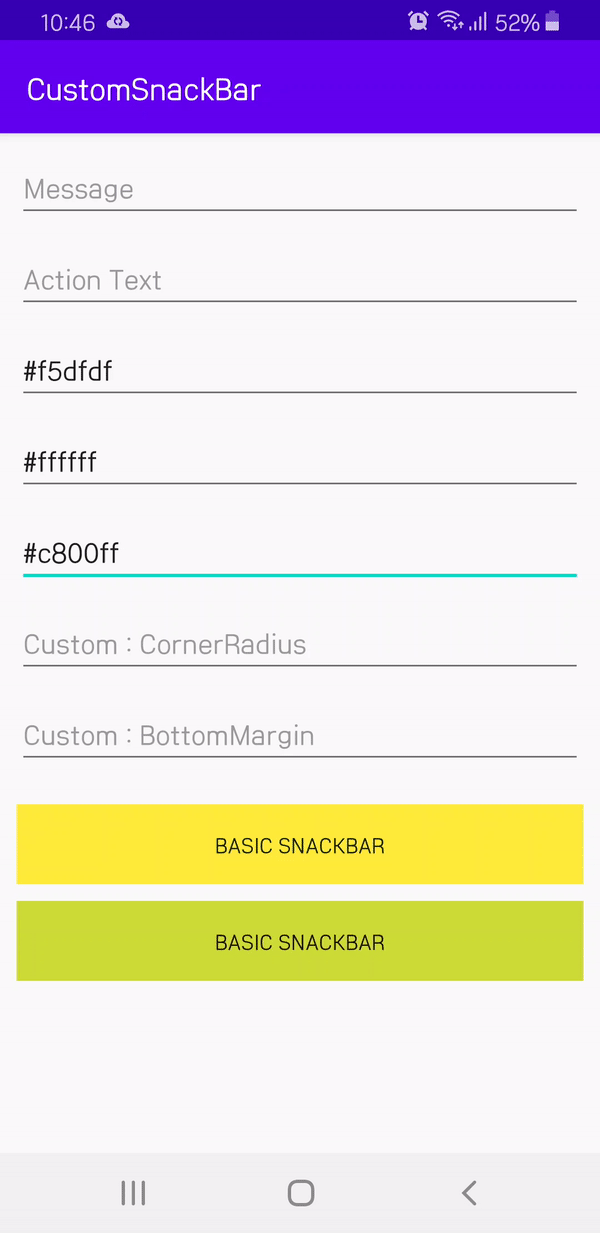 10:46
52%
CustomSnackBar
Message
Action Text
#f5dfdf
#ffffff
#c800ff
Custom : CornerRadius
Custom : BottomMargin
BASIC SNACKBAR
BASIC SNACKBAR